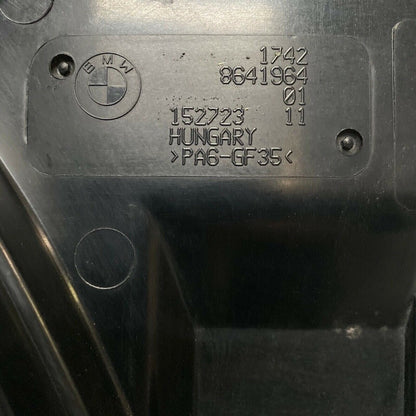 BMW
1742
8641964
01
152723 11
HUNGARY
>PA6-GF35<